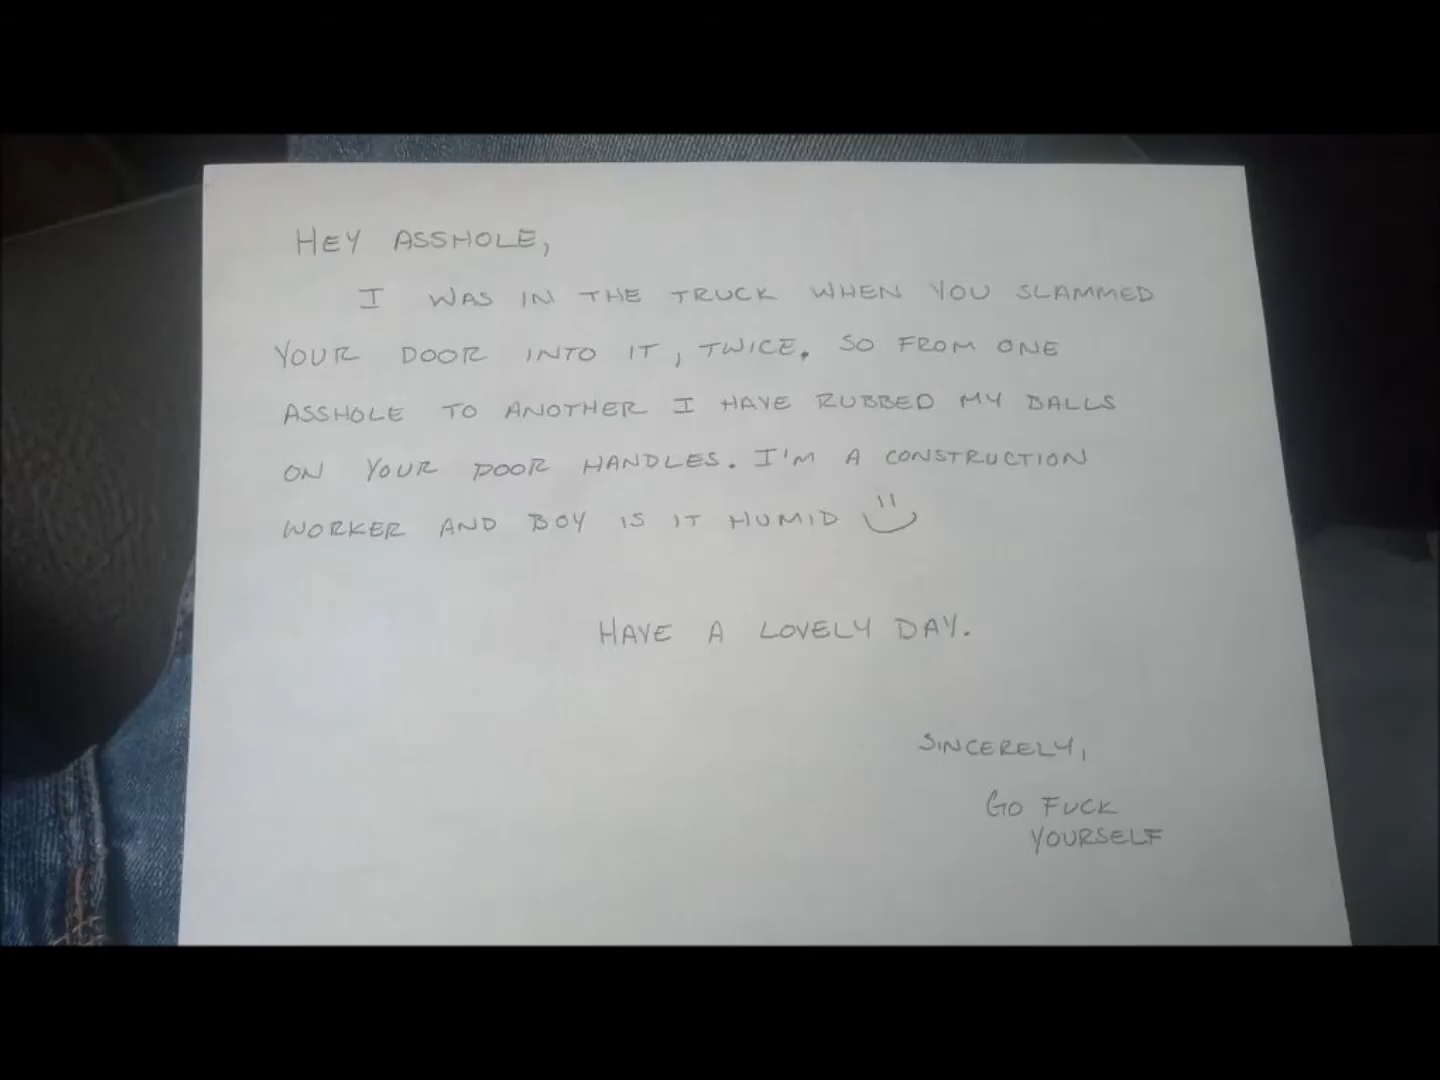 HEY ASSHOLE,
I WAS IN THE TRUCK WHEN YOU SLAMMED
YOUR DOOR INTO IT, TWICE. SO FROM ONE
ASSHOLE TO ANOTHER I HAVE RUBBED MY BALLS
ON YOUR DOOR HANDLES. I'M A CONSTRUCTION
WORKER AND BOY IS IT HUMID
HAVE A LOVELY DAY.
SINCERELY,
GO FUCK
YOURSELF